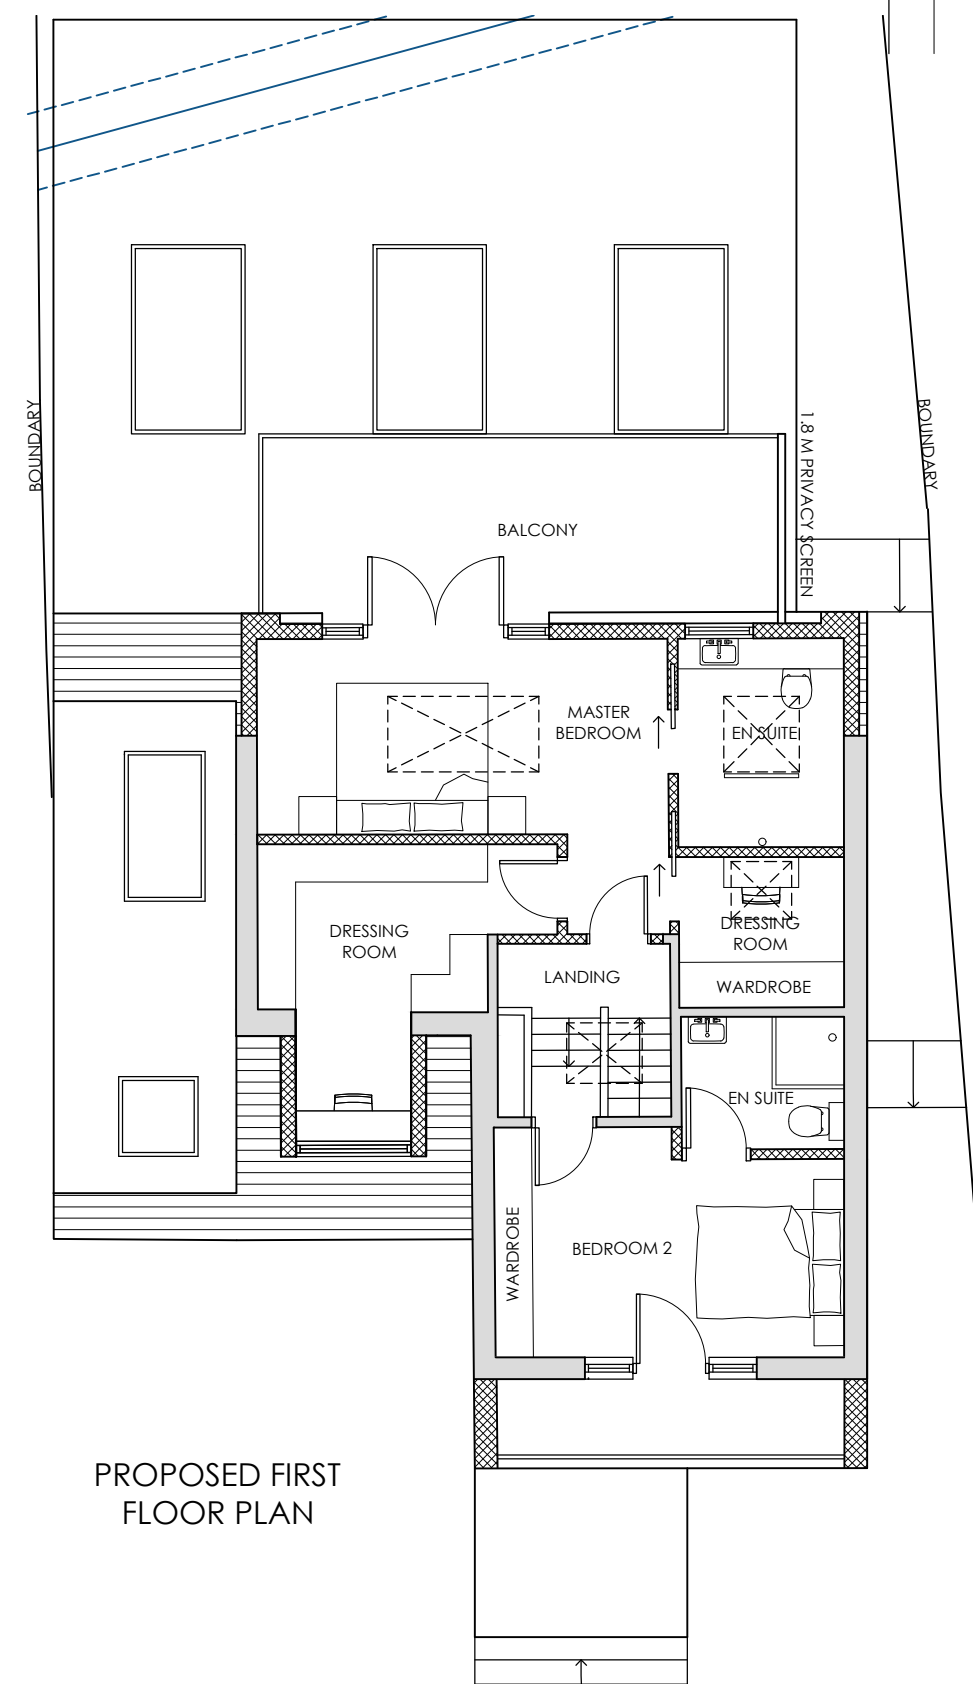 BOUNDARY
BOUNDARY
1.8 M PRIVACY SCREEN
BALCONY
MASTER
BEDROOM
EN SUITE
DRESSING
ROOM
DRESSING
ROOM
LANDING
WARDROBE
EN SUITE
WARDROBE
BEDROOM 2
PROPOSED FIRST
FLOOR PLAN